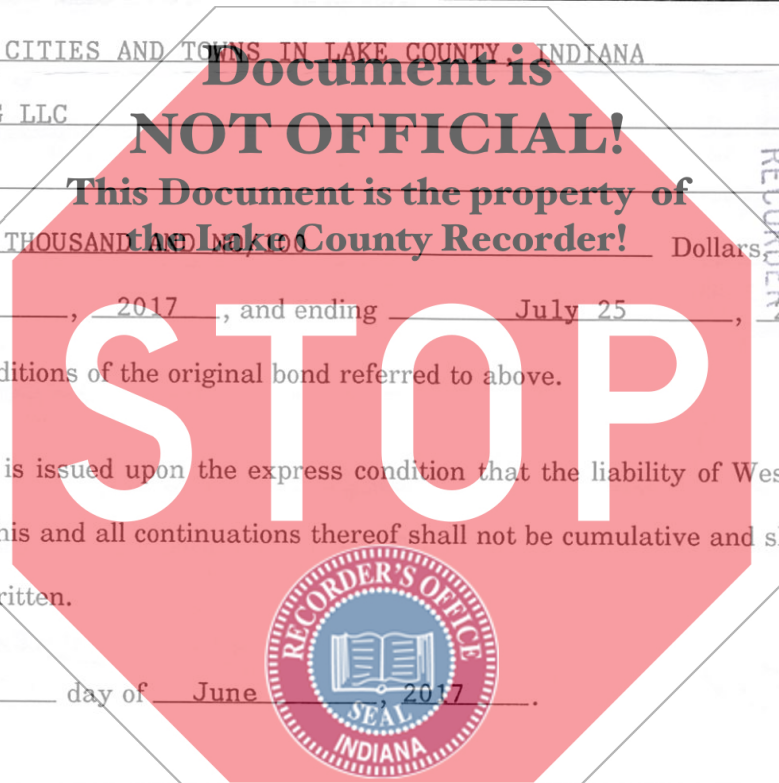 CITIES AND TOWNS IN LAKE COUNTY, INDIANA
Document is
LLC
NOT OFFICIAL!
This Document is the property of
the Lake County Recorder!
THOUSAND AND NO/100 Dollars,
, 2017 , and ending July 25 ,
ditions of the original bond referred to above.
STOP
is issued upon the express condition that the liability of Wes
his and all continuations thereof shall not be cumulative and s
ritten.
RECORDER'S OFFICE
day of June , 2017 .
SEAL
INDIANA